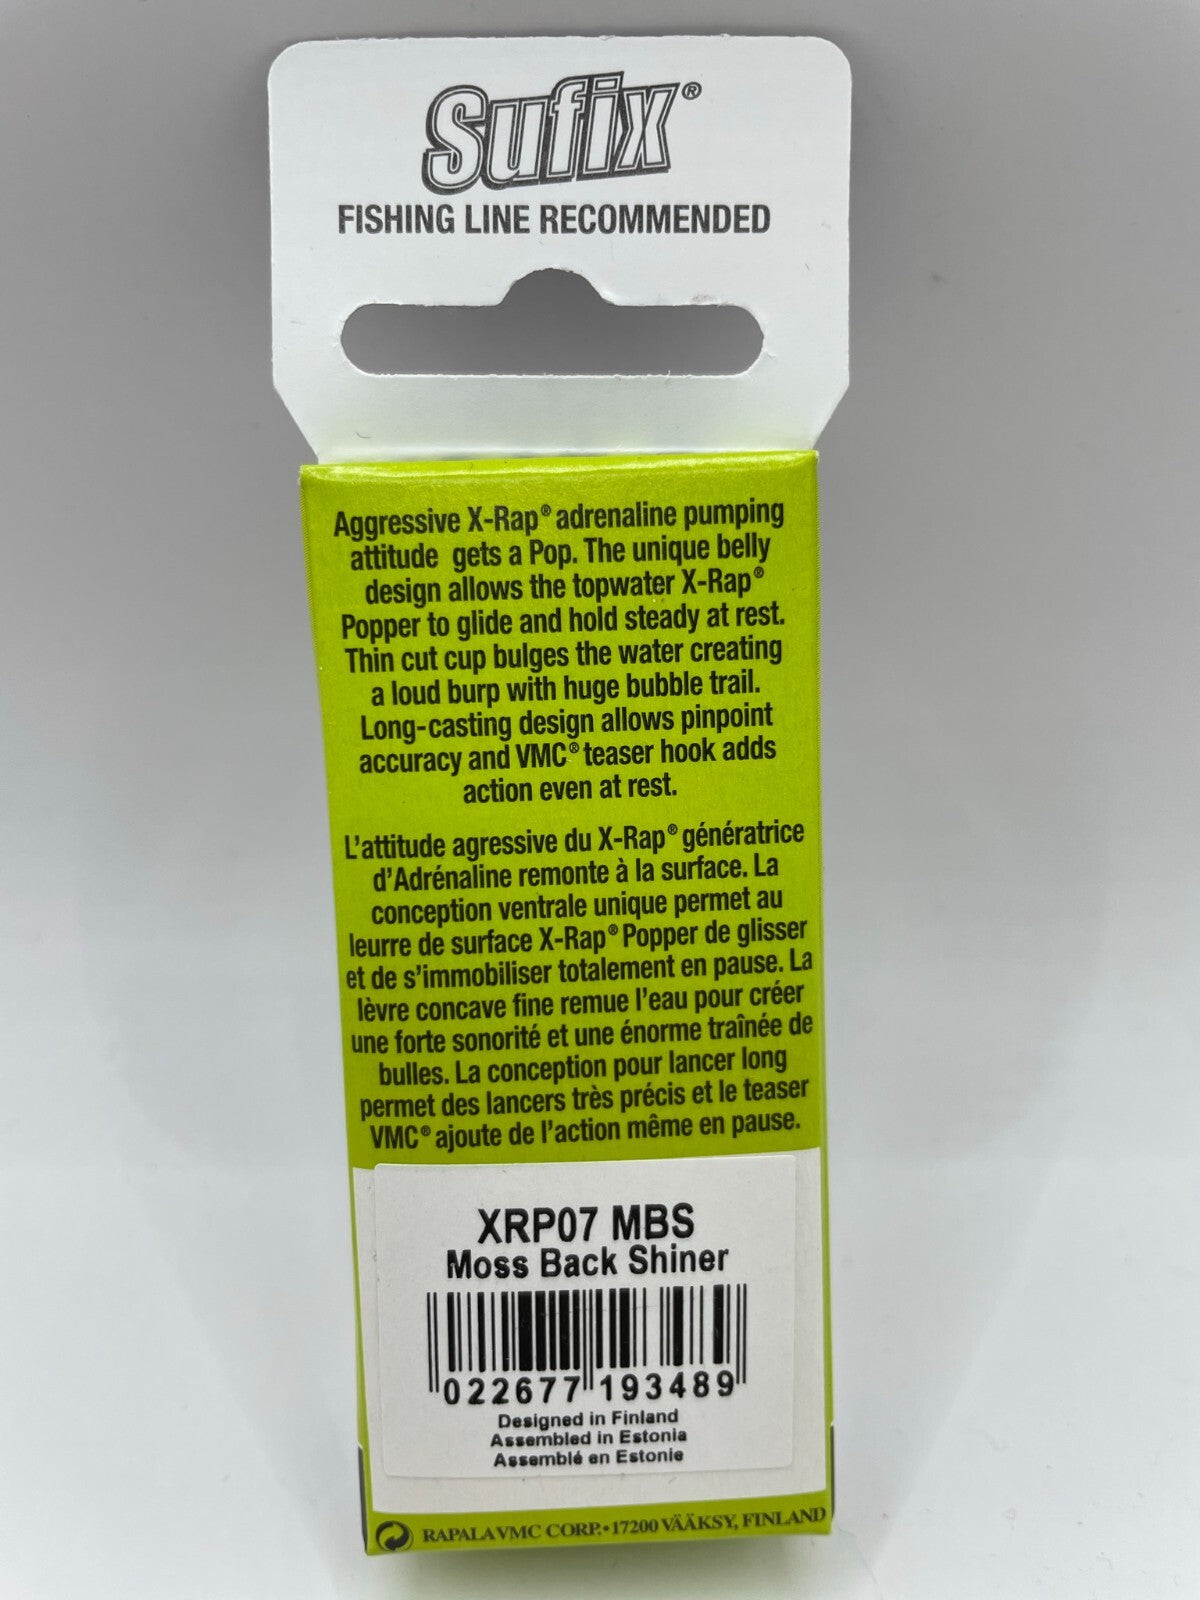 Sufix®
FISHING LINE RECOMMENDED
Aggressive X-Rap® adrenaline pumping
attitude gets a Pop. The unique belly
design allows the topwater X-Rap®
Popper to glide and hold steady at rest.
Thin cut cup bulges the water creating
a loud burp with huge bubble trail.
Long-casting design allows pinpoint
accuracy and VMC® teaser hook adds
action even at rest.
L'attitude agressive du X-Rap® génératrice
d'Adrénaline remonte à la surface. La
conception ventrale unique permet au
leurre de surface X-Rap® Popper de glisser
et de s'immobiliser totalement en pause. La
lèvre concave fine remue l'eau pour créer
une forte sonorité et une énorme traînée de
bulles. La conception pour lancer long
permet des lancers très précis et le teaser
VMC® ajoute de l'action même en pause.
XRP07 MBS
Moss Back Shiner
022677 193489
Designed in Finland
Assembled in Estonia
Assemblé en Estonie
RAPALA VMC CORP.•17200 VÄÄKSY, FINLAND